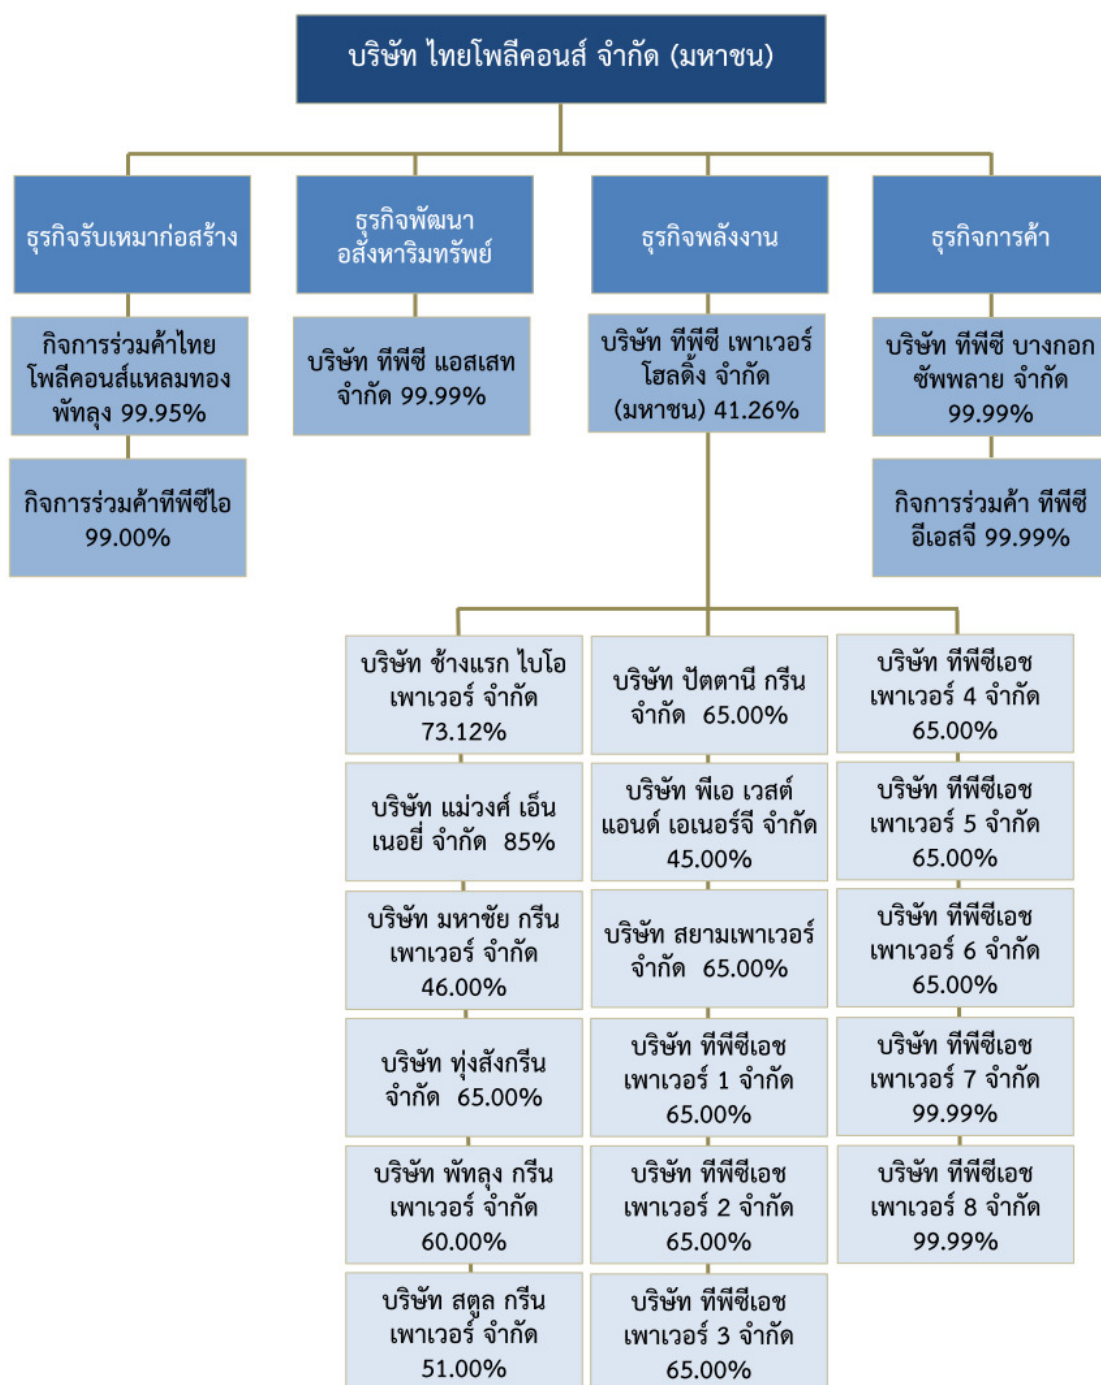 บริษัท ไทยโพลีคอนส์ จำกัด (มหาชน)
ธุรกิจรับเหมาก่อสร้าง
ธุรกิจพัฒนา
อสังหาริมทรัพย์
ธุรกิจพลังงาน
ธุรกิจการค้า
กิจการร่วมค้าไทย
โพลีคอนส์แหลมทอง
พัทลุง 99.95%
บริษัท ทีพีซี แอสเสท
จำกัด 99.99%
บริษัท ทีพีซี เพาเวอร์
โฮลดิ้ง จำกัด
(มหาชน) 41.26%
บริษัท ทีพีซี บางกอก
ซัพพลาย จำกัด
99.99%
กิจการร่วมค้าทีพีซีไอ
99.00%
กิจการร่วมค้า ทีพีซี
อีเอสจี 99.99%
บริษัท ช้างแรก ไบโอ
เพาเวอร์ จำกัด
73.12%
บริษัท ปัตตานี กรีน
จำกัด 65.00%
บริษัท ทีพีซีเอช
เพาเวอร์ 4 จำกัด
65.00%
บริษัท แม่วงศ์ เอ็น
เนอยี่ จำกัด 85%
บริษัท พีเอ เวสต์
แอนด์ เอเนอร์จี จำกัด
45.00%
บริษัท ทีพีซีเอช
เพาเวอร์ 5 จำกัด
65.00%
บริษัท มหาชัย กรีน
เพาเวอร์ จำกัด
46.00%
บริษัท สยามเพาเวอร์
จำกัด 65.00%
บริษัท ทีพีซีเอช
เพาเวอร์ 6 จำกัด
65.00%
บริษัท ทุ่งสังกรีน
จำกัด 65.00%
บริษัท ทีพีซีเอช
เพาเวอร์ 1 จำกัด
65.00%
บริษัท ทีพีซีเอช
เพาเวอร์ 7 จำกัด
99.99%
บริษัท พัทลุง กรีน
เพาเวอร์ จำกัด
60.00%
บริษัท ทีพีซีเอช
เพาเวอร์ 2 จำกัด
65.00%
บริษัท ทีพีซีเอช
เพาเวอร์ 8 จำกัด
99.99%
บริษัท สตูล กรีน
เพาเวอร์ จำกัด
51.00%
บริษัท ทีพีซีเอช
เพาเวอร์ 3 จำกัด
65.00%